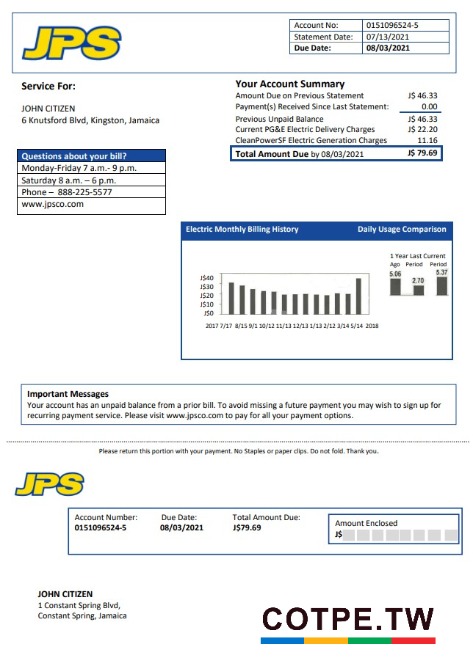 JPS
Account No: 0151096524-5
Statement Date: 07/13/2021
Due Date: 08/03/2021
Service For:
JOHN CITIZEN
6 Knutsford Blvd, Kingston, Jamaica
Your Account Summary
Amount Due on Previous Statement J$ 46.33
Payment(s) Received Since Last Statement: 0.00
Previous Unpaid Balance J$ 46.33
Current PG&E Electric Delivery Charges J$ 22.20
CleanPowerSF Electric Generation Charges 11.16
Total Amount Due by 08/03/2021 J$ 79.69
Questions about your bill?
Monday-Friday 7 a.m.- 9 p.m.
Saturday 8 a.m. – 6 p.m.
Phone – 888-225-5577
www.jpsco.com
Electric Monthly Billing History Daily Usage Comparison
1 Year Last Current
Ago Period Period
5.06 2.70 5.37
J$40
J$30
J$20
J$10
J$0
2017 7/17 8/15 9/1 10/12 11/13 12/13 1/13 2/12 3/14 5/14 2018
Important Messages
Your account has an unpaid balance from a prior bill. To avoid missing a future payment you may wish to sign up for
recurring payment service. Please visit www.jpsco.com to pay for all your payment options.
Please return this portion with your payment. No Staples or paper clips. Do not fold. Thank you.
JPS
Account Number: Due Date: Total Amount Due:
0151096524-5 08/03/2021 J$79.69
Amount Enclosed
J$
JOHN CITIZEN
1 Constant Spring Blvd,
Constant Spring, Jamaica
COTPE.TW